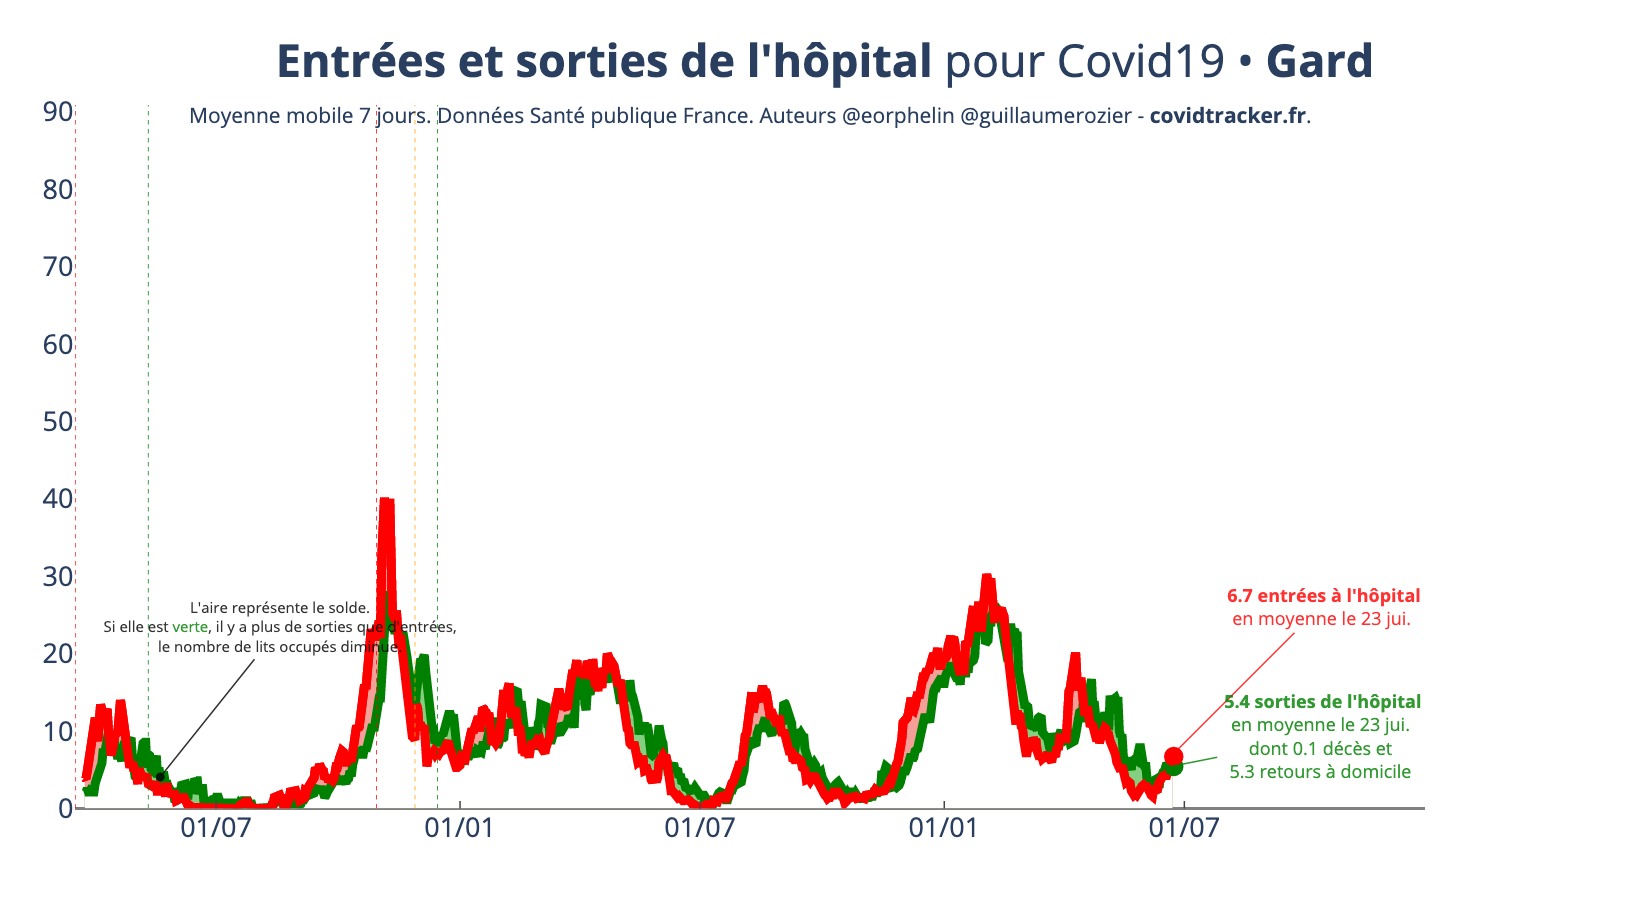 Entrées et sorties de l'hôpital pour Covid19 • Gard
Moyenne mobile 7 jours. Données Santé publique France. Auteurs @eorphelin @guillaumerozier - covidtracker.fr.
90
80
70
60
50
40
30
20
10
0
L'aire représente le solde.
Si elle est verte, il y a plus de sorties que d'entrées,
le nombre de lits occupés diminue.
6.7 entrées à l'hôpital
en moyenne le 23 jui.
5.4 sorties de l'hôpital
en moyenne le 23 jui.
dont 0.1 décès et
5.3 retours à domicile
01/07
01/01
01/07
01/01
01/07